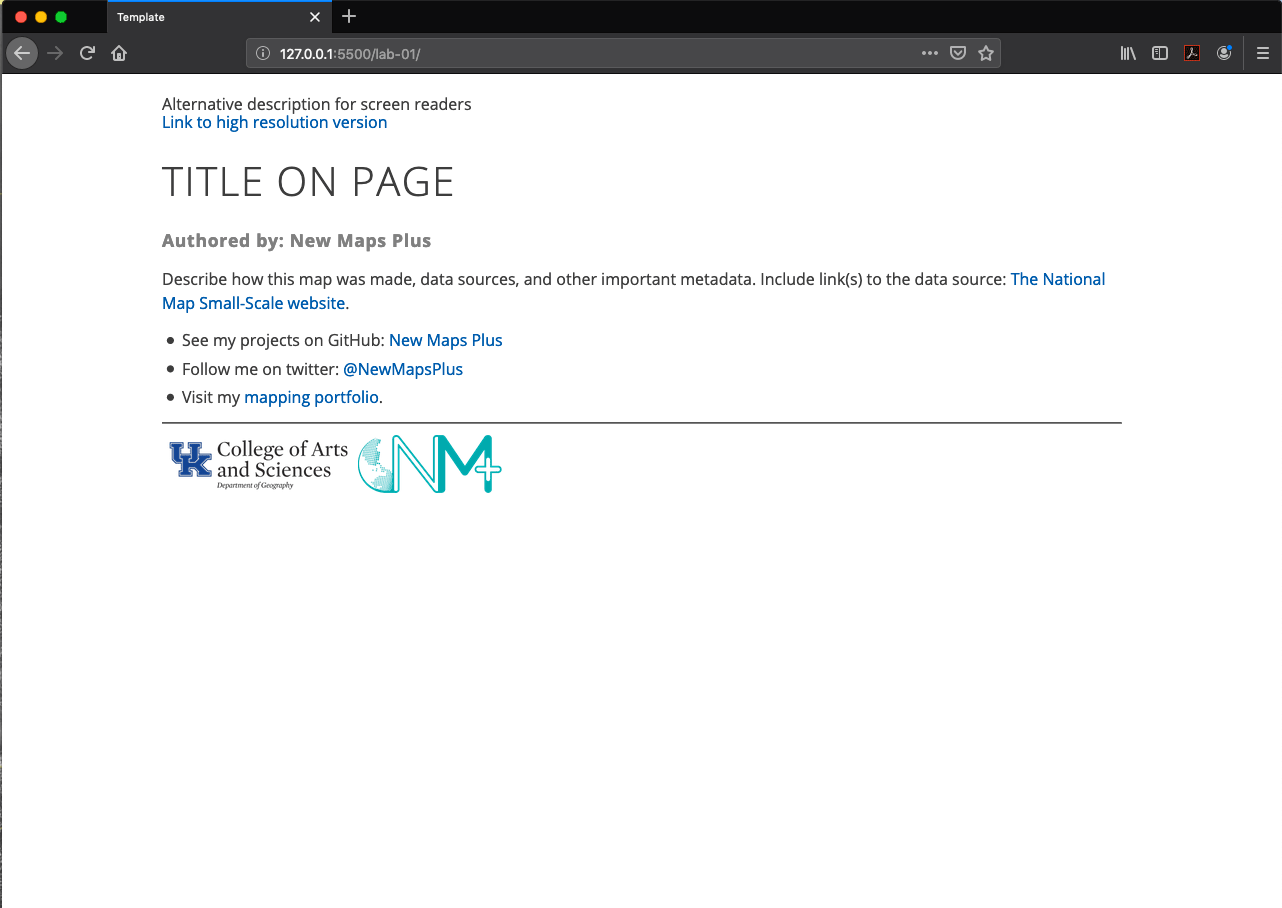 Template
127.0.0.1:5500/lab-01/
Alternative description for screen readers
Link to high resolution version
TITLE ON PAGE
Authored by: New Maps Plus
Describe how this map was made, data sources, and other important metadata. Include link(s) to the data source: The National
Map Small-Scale website.
See my projects on GitHub: New Maps Plus
Follow me on twitter: @NewMapsPlus
Visit my mapping portfolio.
UK College of Arts
and Sciences
Department of Geography
NM+